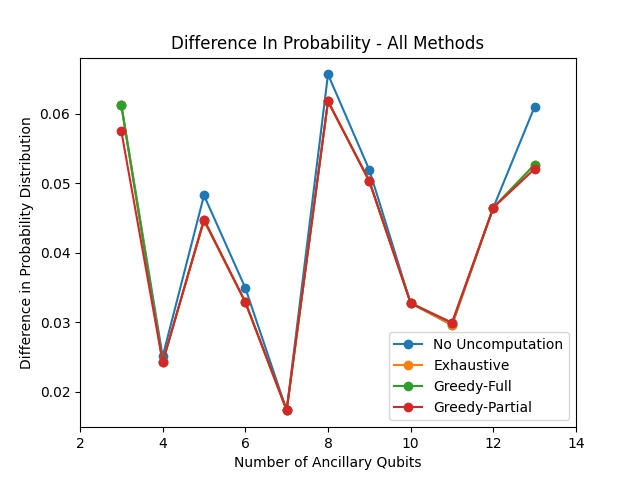 Difference In Probability - All Methods
Difference in Probability Distribution
0.06
0.05
0.04
0.03
0.02
2 4 6 8 10 12 14
Number of Ancillary Qubits
No Uncomputation
Exhaustive
Greedy-Full
Greedy-Partial